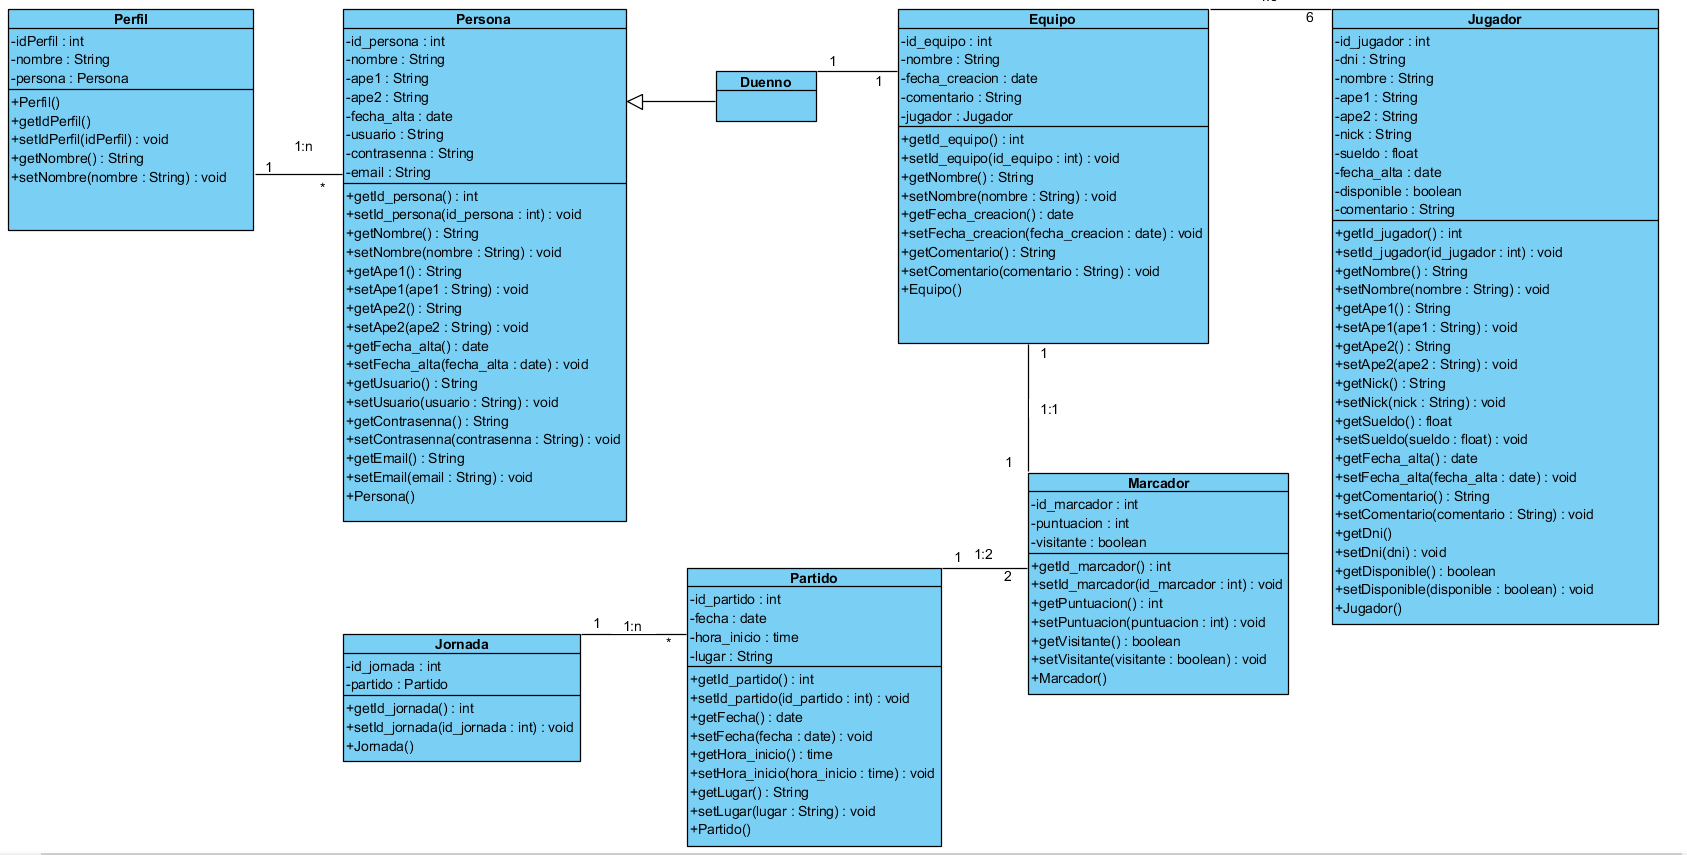 Perfil
-idPerfil : int
-nombre : String
-persona : Persona
+Perfil()
+getIdPerfil()
+setIdPerfil(idPerfil) : void
+getNombre() : String
+setNombre(nombre : String) : void
1:n
1
*
Persona
-id_persona : int
-nombre : String
-ape1 : String
-ape2 : String
-fecha_alta : date
-usuario : String
-contrasenna : String
-email : String
+getId_persona() : int
+setId_persona(id_persona : int) : void
+getNombre() : String
+setNombre(nombre : String) : void
+getApe1() : String
+setApe1(ape1 : String) : void
+getApe2() : String
+setApe2(ape2 : String) : void
+getFecha_alta() : date
+setFecha_alta(fecha_alta : date) : void
+getUsuario() : String
+setUsuario(usuario : String) : void
+getContrasenna() : String
+setContrasenna(contrasenna : String) : void
+getEmail() : String
+setEmail(email : String) : void
+Persona()
Duenno
1
1
Equipo
-id_equipo : int
-nombre : String
-fecha_creacion : date
-comentario : String
-jugador : Jugador
+getId_equipo() : int
+setId_equipo(id_equipo : int) : void
+getNombre() : String
+setNombre(nombre : String) : void
+getFecha_creacion() : date
+setFecha_creacion(fecha_creacion : date) : void
+getComentario() : String
+setComentario(comentario : String) : void
+Equipo()
6
Jugador
-id_jugador : int
-dni : String
-nombre : String
-ape1 : String
-ape2 : String
-nick : String
-sueldo : float
-fecha_alta : date
-disponible : boolean
-comentario : String
+getId_jugador() : int
+setId_jugador(id_jugador : int) : void
+getNombre() : String
+setNombre(nombre : String) : void
+getApe1() : String
+setApe1(ape1 : String) : void
+getApe2() : String
+setApe2(ape2 : String) : void
+getNick() : String
+setNick(nick : String) : void
+getSueldo() : float
+setSueldo(sueldo : float) : void
+getFecha_alta() : date
+setFecha_alta(fecha_alta : date) : void
+getComentario() : String
+setComentario(comentario : String) : void
+getDni()
+setDni(dni) : void
+getDisponible() : boolean
+setDisponible(disponible : boolean) : void
+Jugador()
1
1:1
1
Marcador
-id_marcador : int
-puntuacion : int
-visitante : boolean
+getId_marcador() : int
+setId_marcador(id_marcador : int) : void
+getPuntuacion() : int
+setPuntuacion(puntuacion : int) : void
+getVisitante() : boolean
+setVisitante(visitante : boolean) : void
+Marcador()
1
1:2
2
Partido
-id_partido : int
-fecha : date
-hora_inicio : time
-lugar : String
+getId_partido() : int
+setId_partido(id_partido : int) : void
+getFecha() : date
+setFecha(fecha : date) : void
+getHora_inicio() : time
+setHora_inicio(hora_inicio : time) : void
+getLugar() : String
+setLugar(lugar : String) : void
+Partido()
1
1:n
*
Jornada
-id_jornada : int
-partido : Partido
+getId_jornada() : int
+setId_jornada(id_jornada : int) : void
+Jornada()